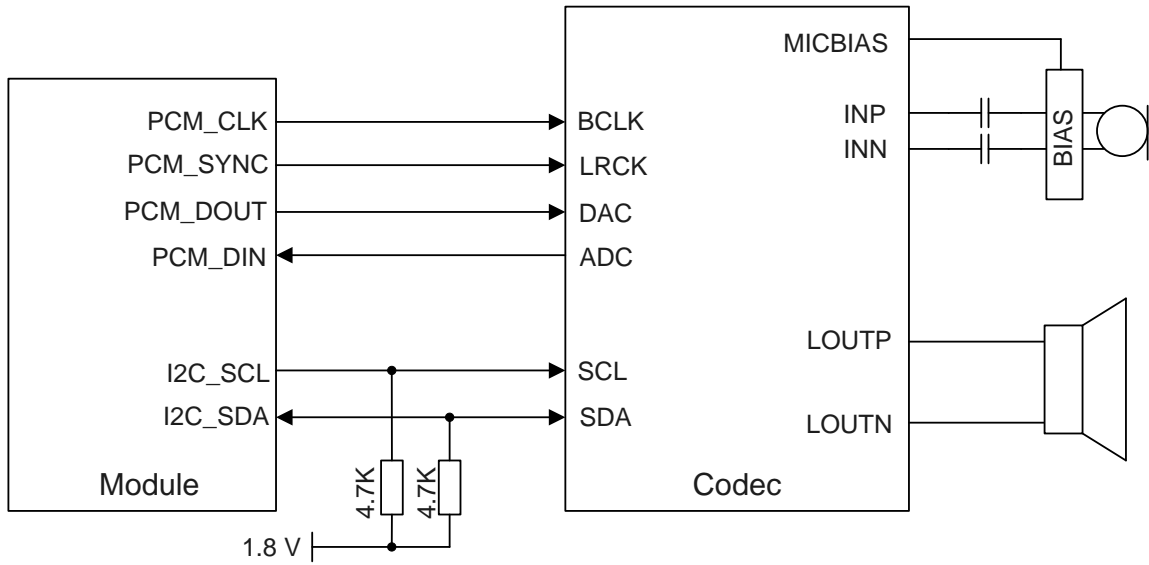 MICBIAS
PCM_CLK
BCLK
INP
PCM_SYNC
LRCK
INN
BIAS
PCM_DOUT
DAC
PCM_DIN
ADC
LOUTP
I2C_SCL
SCL
I2C_SDA
SDA
LOUTN
4.7K
4.7K
Module
Codec
1.8 V